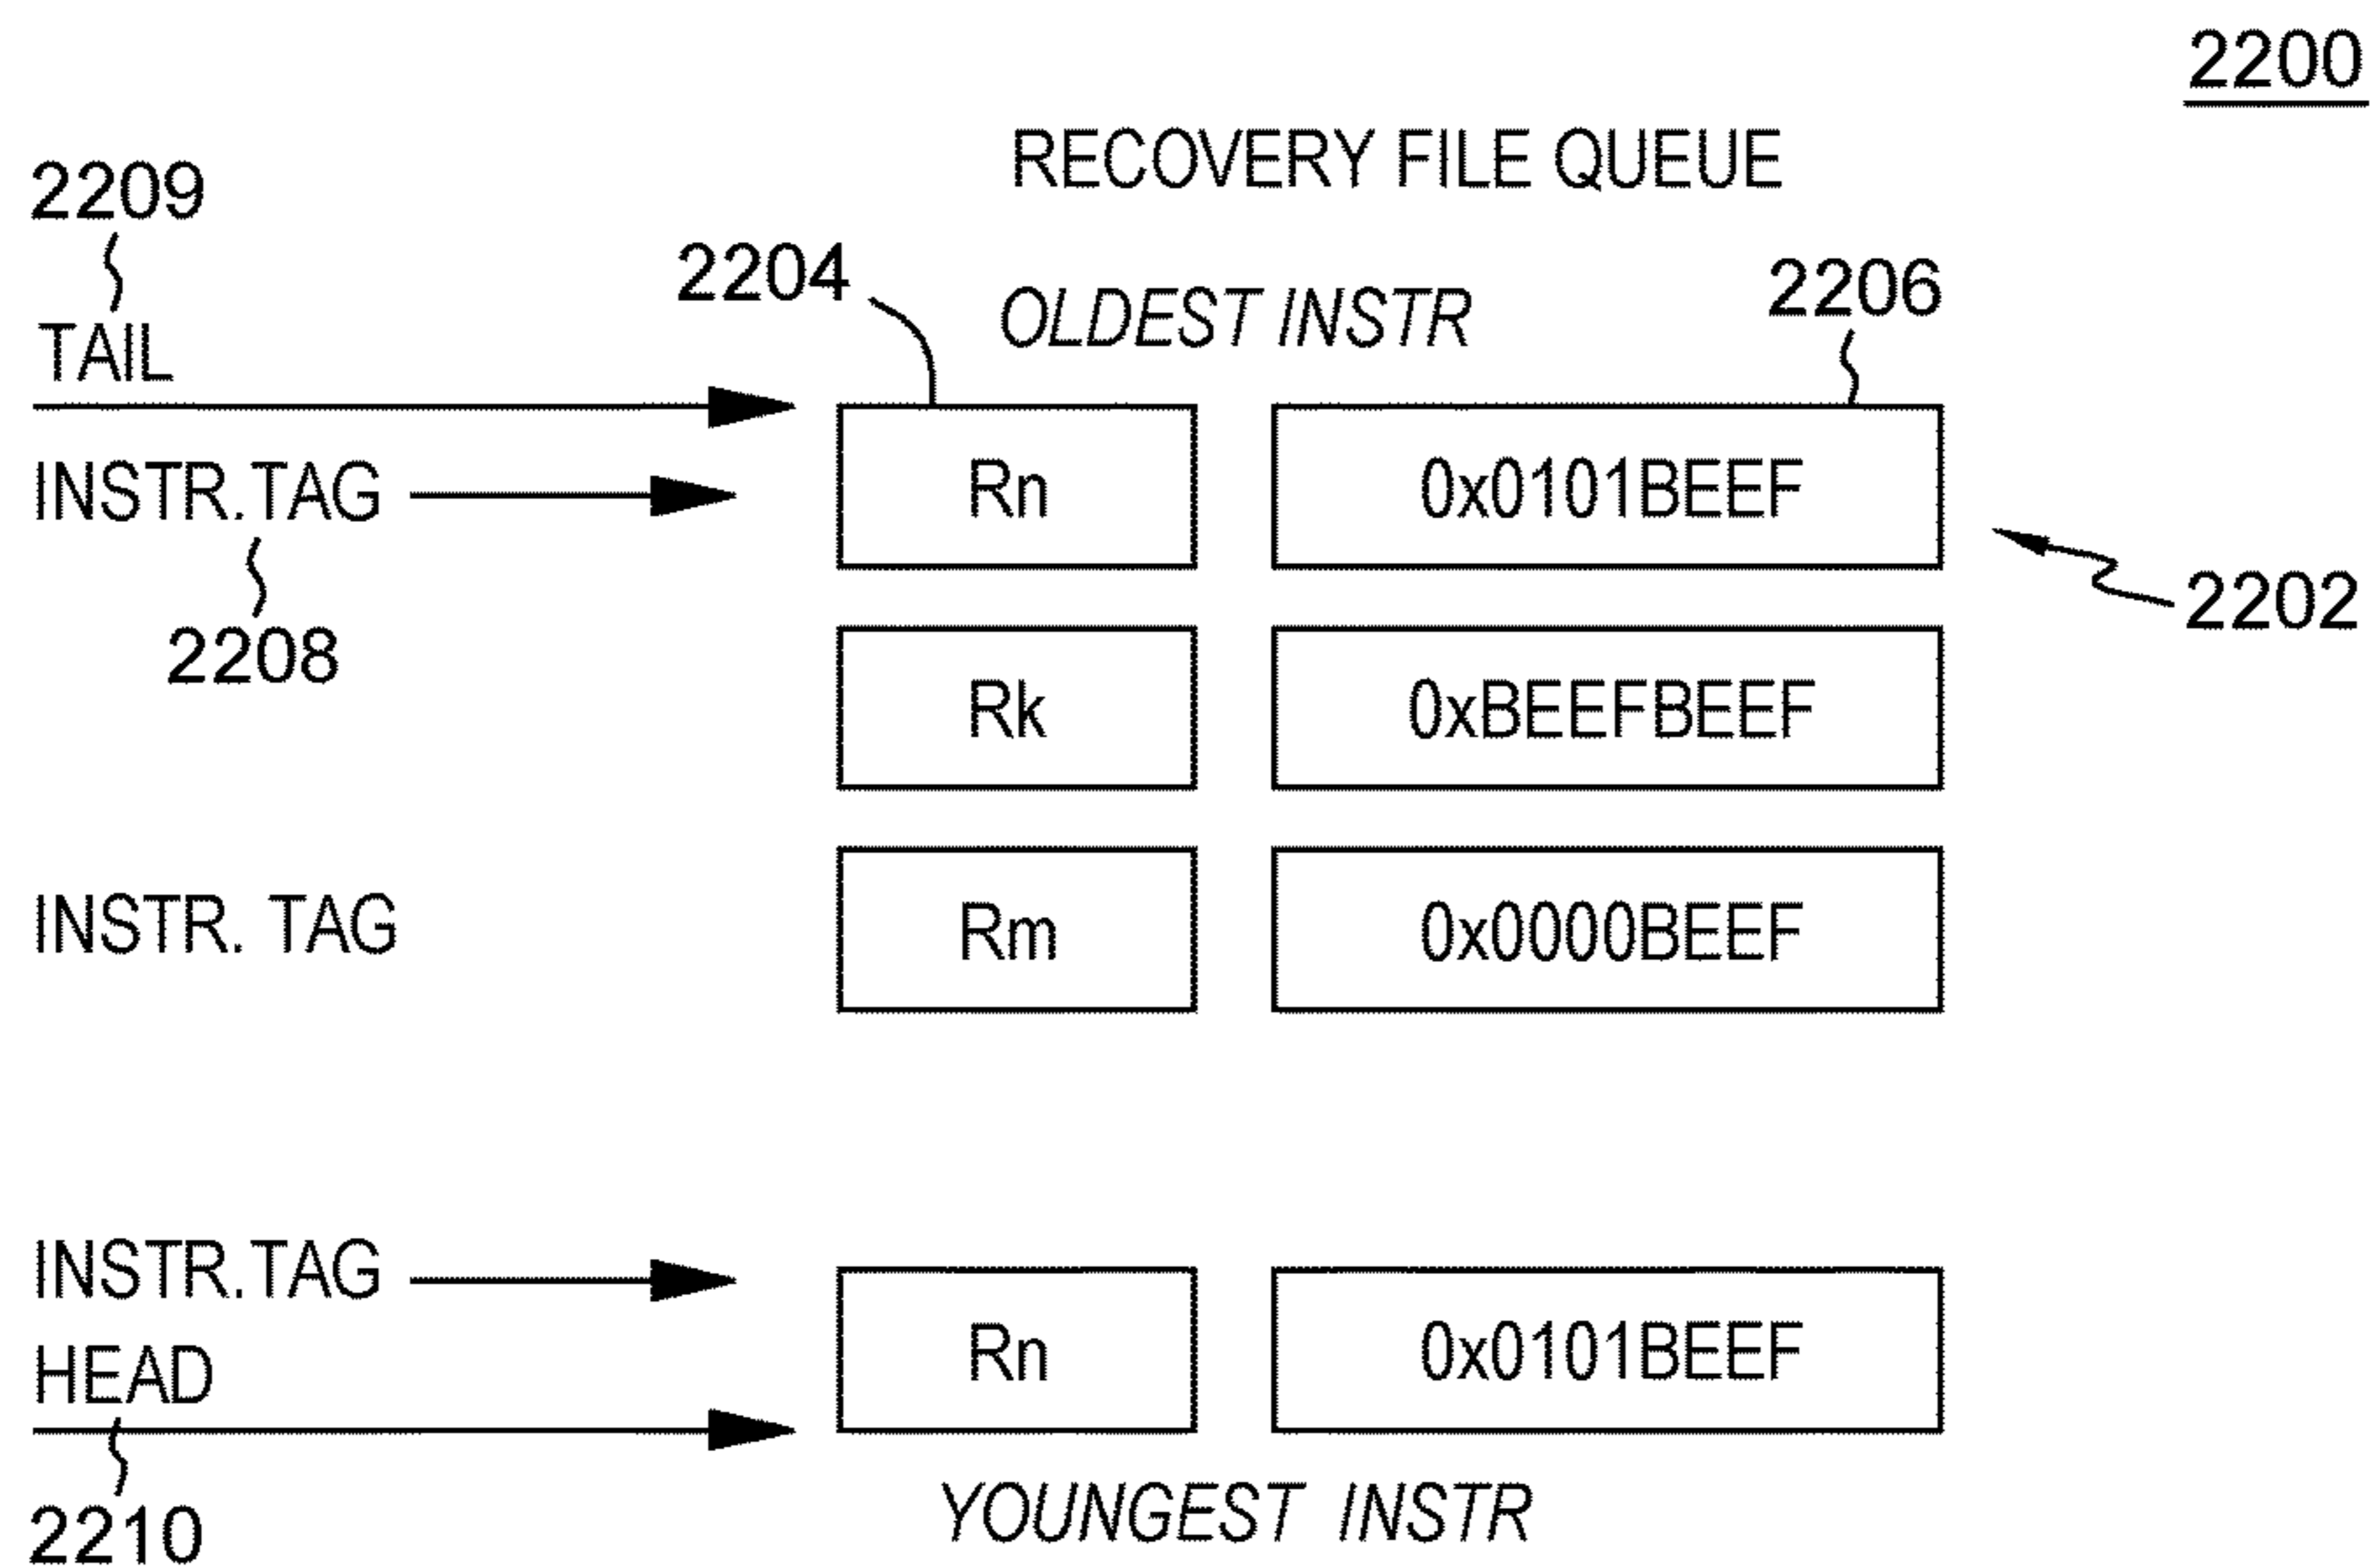 2200
RECOVERY FILE QUEUE
2209
2204
OLDEST INSTR
2206
TAIL
INSTR.TAG
Rn
0x0101BEEF
2202
2208
Rk
0xBEEFBEEF
INSTR. TAG
Rm
0x0000BEEF
INSTR.TAG
HEAD
Rn
0x0101BEEF
2210
YOUNGEST INSTR